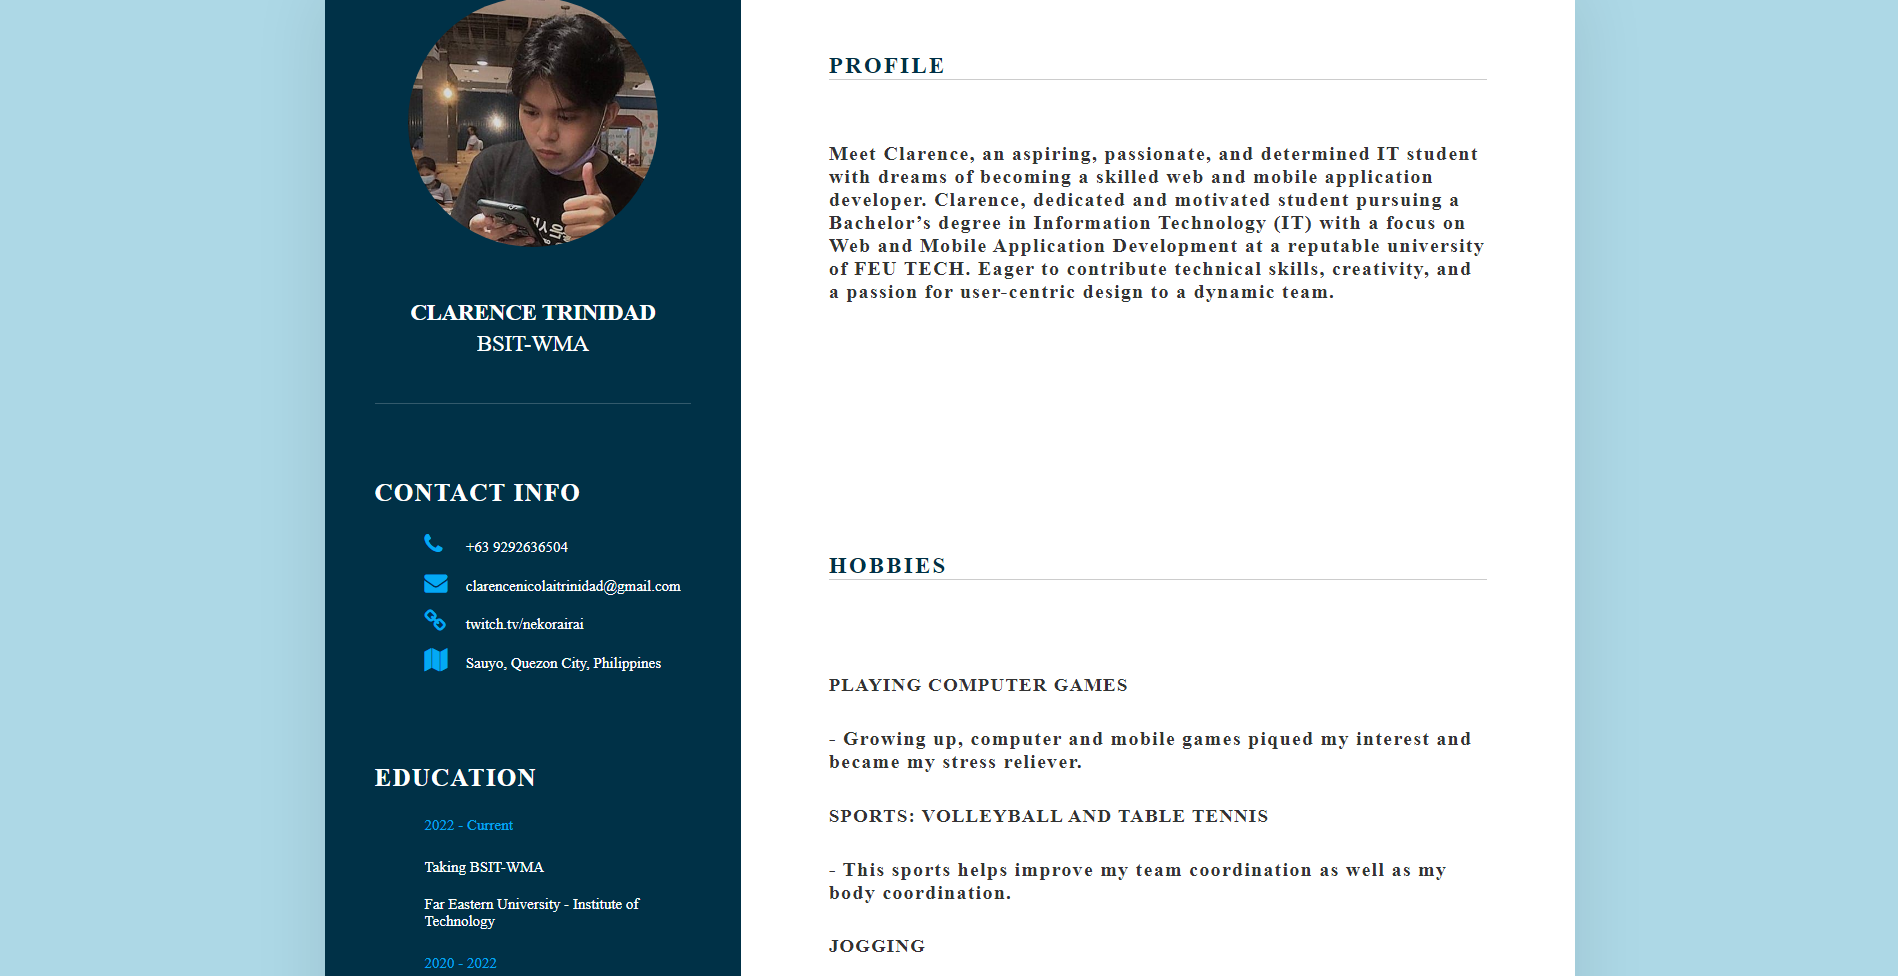 CLARENCE TRINIDAD
BSIT-WMA
CONTACT INFO
+63 9292636504
clarencenicolaitrinidad@gmail.com
twitch.tv/nekorairai
Sauyo, Quezon City, Philippines
EDUCATION
2022 - Current
Taking BSIT-WMA
Far Eastern University - Institute of
Technology
2020 - 2022
PROFILE
Meet Clarence, an aspiring, passionate, and determined IT student
with dreams of becoming a skilled web and mobile application
developer. Clarence, dedicated and motivated student pursuing a
Bachelor’s degree in Information Technology (IT) with a focus on
Web and Mobile Application Development at a reputable university
of FEU TECH. Eager to contribute technical skills, creativity, and
a passion for user-centric design to a dynamic team.
HOBBIES
PLAYING COMPUTER GAMES
- Growing up, computer and mobile games piqued my interest and
became my stress reliever.
SPORTS: VOLLEYBALL AND TABLE TENNIS
- This sports helps improve my team coordination as well as my
body coordination.
JOGGING